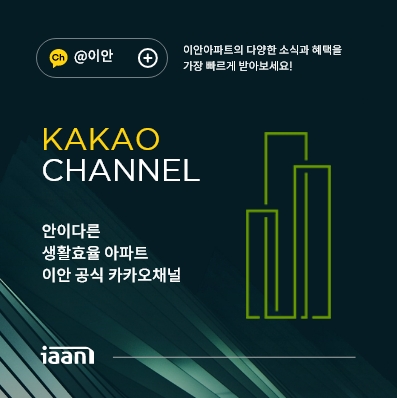 Ch @이안
이안아파트의 다양한 소식과 혜택을
가장 빠르게 받아보세요!
KAKAO
CHANNEL
안이다른
생활효율 아파트
이안 공식 카카오채널
iaan